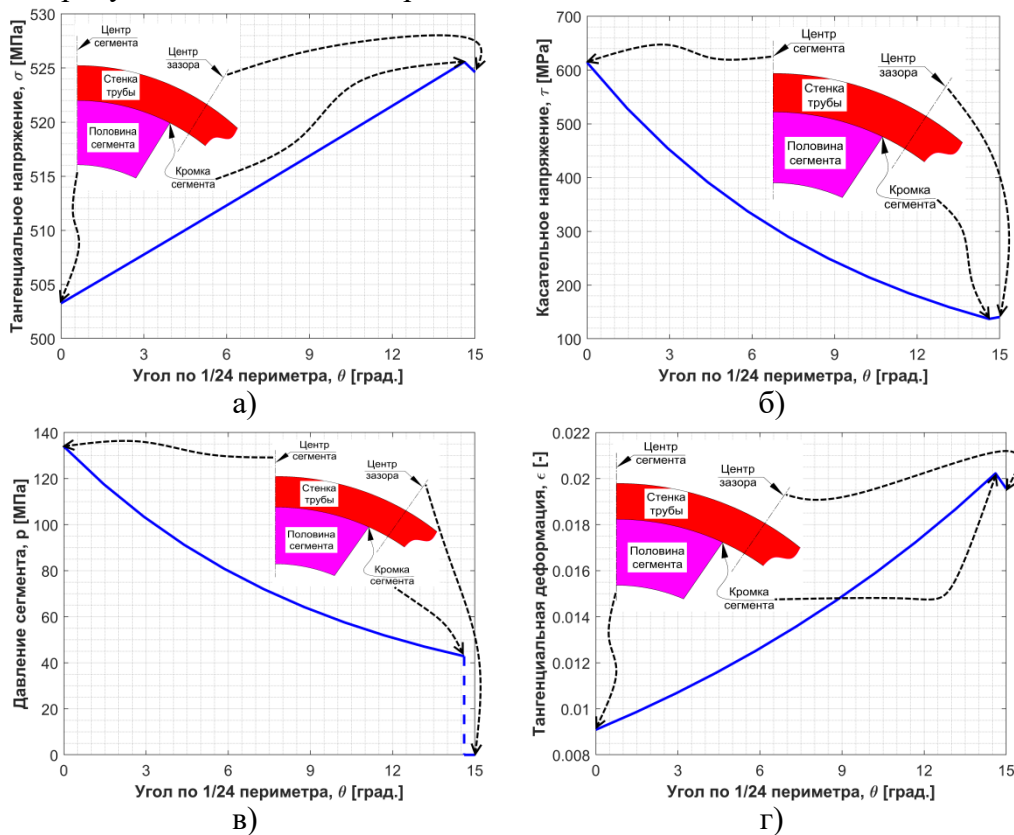 Тангенциальное напряжение, σ [МПа]
530
525
520
515
510
505
500
Центр
сегмента
Центр
зазора
Стенка
трубы
Половина
сегмента
Кромка
сегмента
0 3 6 9 12 15
Угол по 1/24 периметра, θ [град.]
а)
Касательное напряжение, τ [MPa]
700
600
500
400
300
200
100
Центр
сегмента
Центр
зазора
Стенка
трубы
Половина
сегмента
Кромка
сегмента
0 3 6 9 12 15
Угол по 1/24 периметра, θ [град.]
б)
Давление сегмента, p [МПа]
140
120
100
80
60
40
20
0
Центр
сегмента
Центр
зазора
Стенка
трубы
Половина
сегмента
Кромка
сегмента
0 3 6 9 12 15
Угол по 1/24 периметра, θ [град.]
в)
Тангенциальная деформация, ϵ [-]
0.022
0.02
0.018
0.016
0.014
0.012
0.01
0.008
Центр
сегмента
Центр
зазора
Стенка
трубы
Половина
сегмента
Кромка
сегмента
0 3 6 9 12 15
Угол по 1/24 периметра, θ [град.]
г)